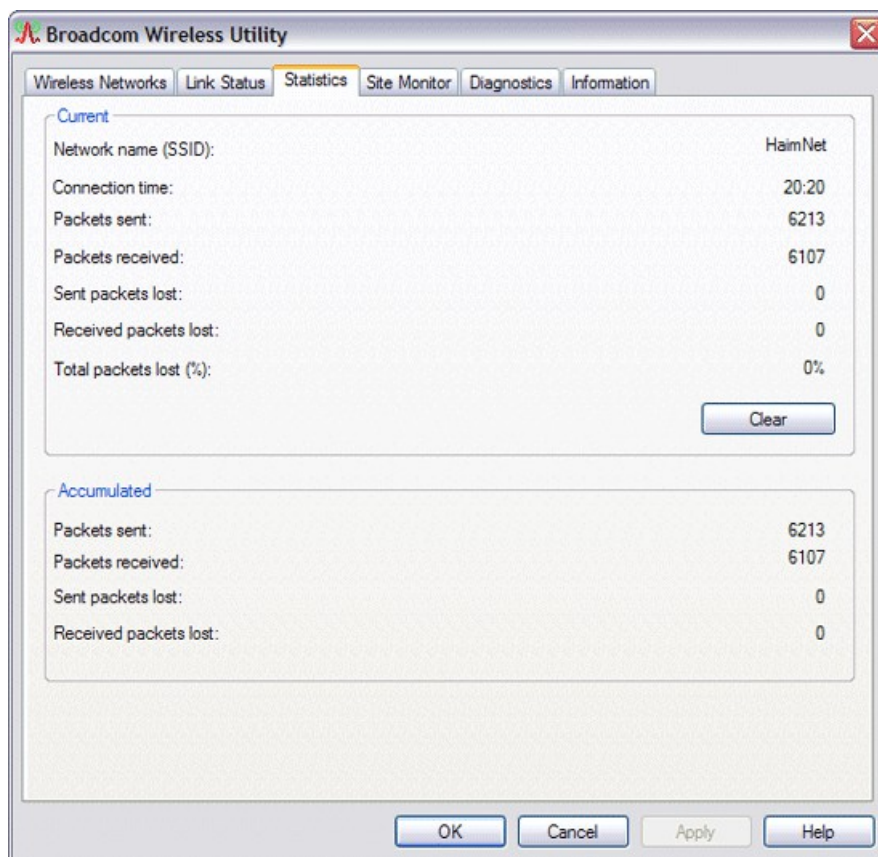 Broadcom Wireless Utility
Wireless Networks Link Status Statistics Site Monitor Diagnostics Information
Current
Network name (SSID): HaimNet
Connection time: 20:20
Packets sent: 6213
Packets received: 6107
Sent packets lost: 0
Received packets lost: 0
Total packets lost (%): 0%
Clear
Accumulated
Packets sent: 6213
Packets received: 6107
Sent packets lost: 0
Received packets lost: 0
OK Cancel Apply Help